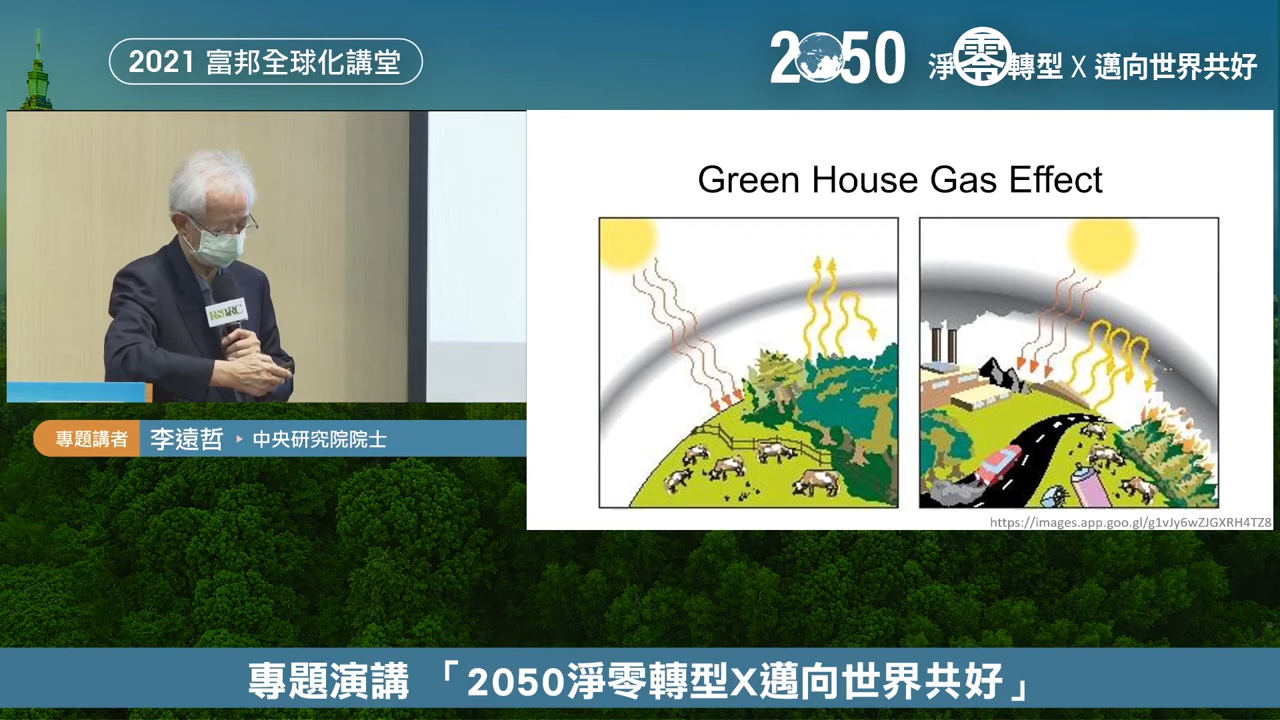 2021 富邦全球化講堂
2050 淨零轉型 X 邁向世界共好
Green House Gas Effect
RSPRC
專題講者 李遠哲 ▸ 中央研究院院士
https://images.app.goo.gl/g1vJy6wZJGXRH4TZ8
專題演講 「2050淨零轉型X邁向世界共好」